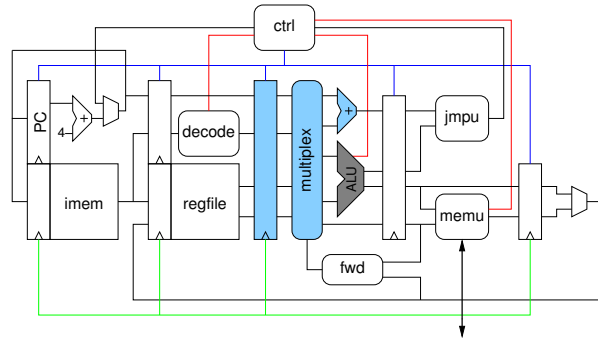 ctrl
PC
4
+
decode
multiplex
+
ALU
jmpu
imem
regfile
memu
fwd